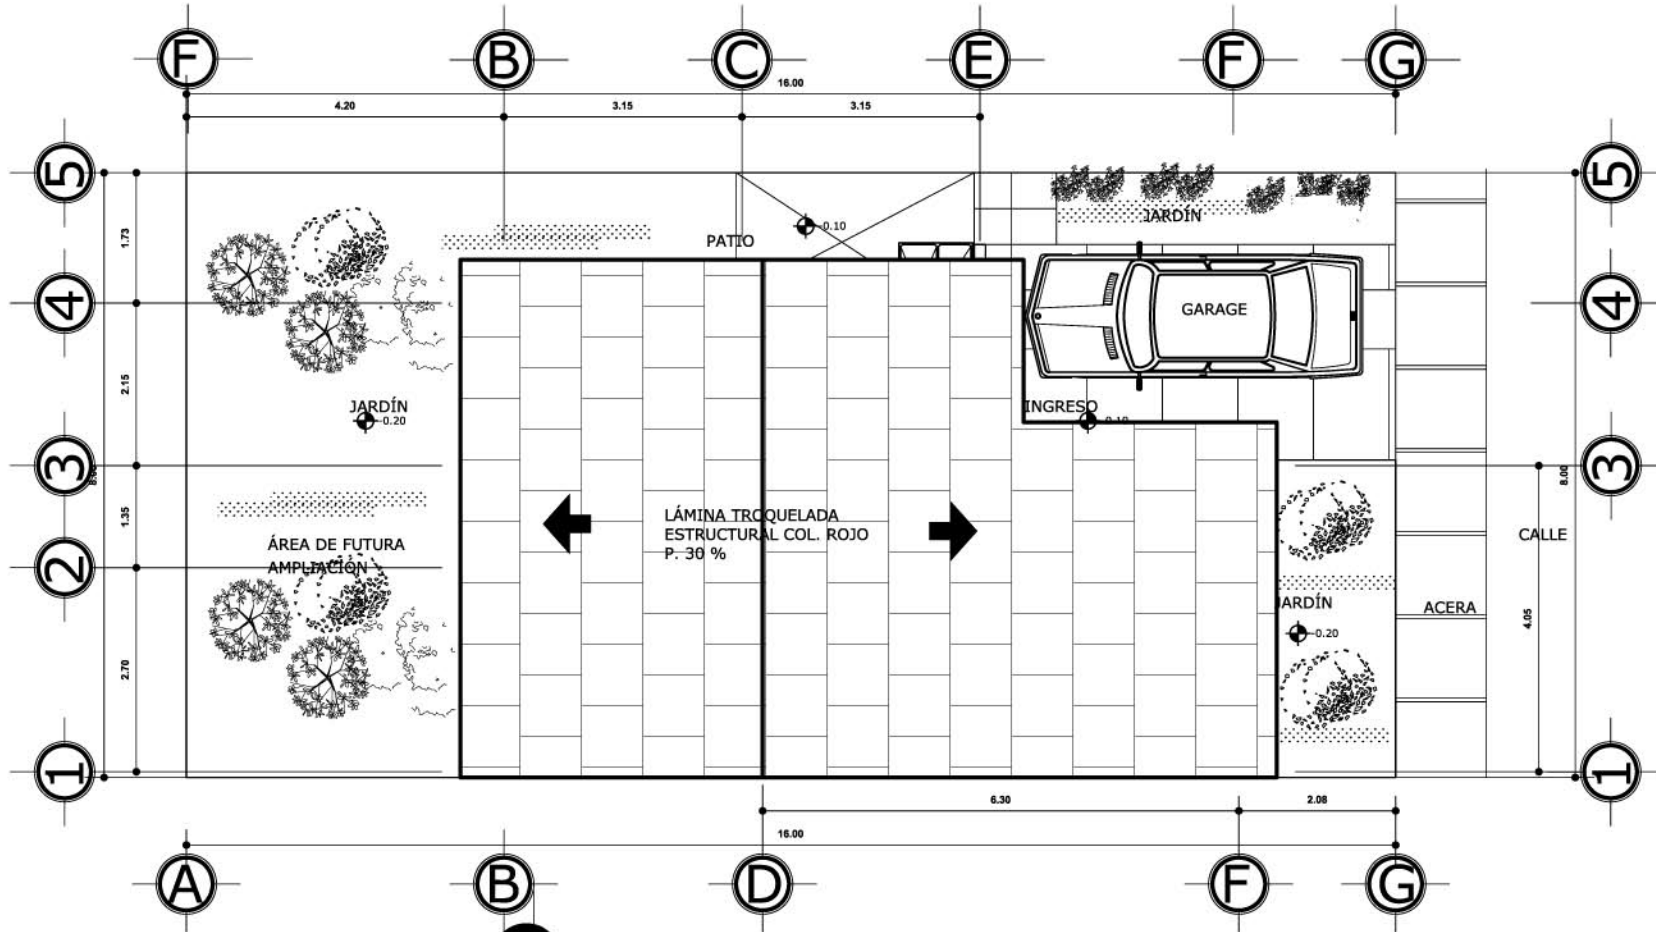 F B C E F G
16.00
4.20 3.15 3.15
5 5
1.73
JARDÍN
PATIO
-0.10
4 4
GARAGE
2.15
JARDÍN
-0.20
INGRESO
-0.10
3 3
8.00
8.00
1.35
LÁMINA TROQUELADA
ESTRUCTURAL COL. ROJO
P. 30 %
CALLE
ÁREA DE FUTURA
AMPLIACIÓN
2
JARDÍN
ACERA
4.05
-0.20
2.70
1 1
6.30 2.08
16.00
A B D F G